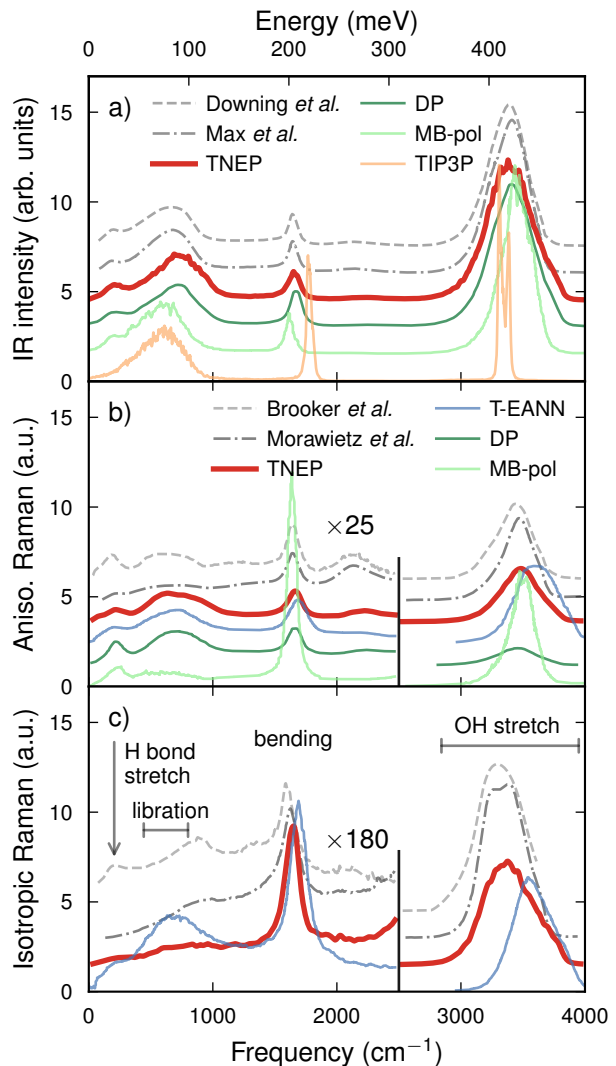 Energy (meV)
0 200 400
a)
Downing et al.
Max et al.
TNEP
DP
MB-pol
TIP3P
IR intensity (arb. units)
15
10
5
0
b)
Brooker et al.
Morawietz et al.
TNEP
T-EANN
DP
MB-pol
×25
Aniso. Raman (a.u.)
15
10
5
0
c)
H bond
stretch
libration
bending
OH stretch
×180
Isotropic Raman (a.u.)
15
10
5
0
0 1000 2000 3000 4000
Frequency (cm⁻¹)